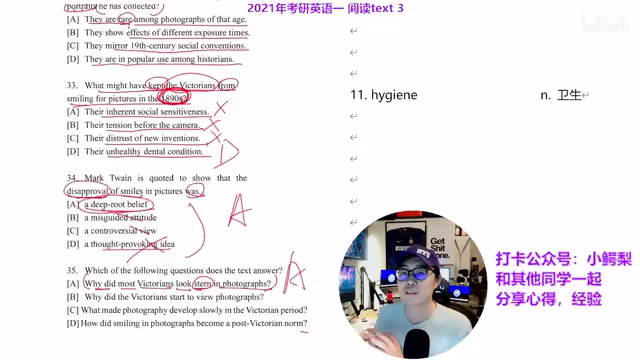 2021年考研英语一 阅读text 3
bilibili
portraits he has collected?
[A] They are rare among photographs of that age.
[B] They show effects of different exposure times.
[C] They mirror 19th-century social conventions.
[D] They are in popular use among historians.
33. What might have kept the Victorians from
smiling for pictures in the 1890s?
[A] Their inherent social sensitiveness.
[B] Their tension before the camera.
[C] Their distrust of new inventions.
[D] Their unhealthy dental condition.
D
34. Mark Twain is quoted to show that the
disapproval of smiles in pictures was
[A] a deep-root belief
[B] a misguided attitude
[C] a controversial view
[D] a thought-provoking idea
A
35. Which of the following questions does the text answer?
[A] Why did most Victorians look stern in photographs?
[B] Why did the Victorians start to view photographs?
[C] What made photography develop slowly in the Victorian period?
[D] How did smiling in photographs become a post-Victorian norm?
A
11. hygiene n. 卫生
Get
Shit
打卡公众号：小鳄梨
和其他同学一起
分享心得，经验